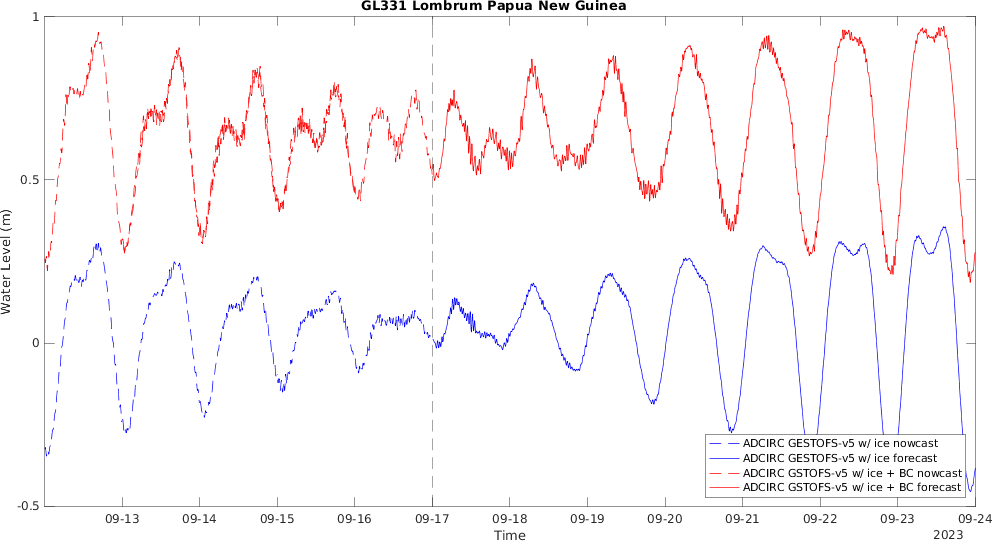 GL331 Lombrum Papua New Guinea
1
0.5
0
-0.5
Water Level (m)
ADCIRC GESTOFS-v5 w/ ice nowcast
ADCIRC GESTOFS-v5 w/ ice forecast
ADCIRC GSTOFS-v5 w/ ice + BC nowcast
ADCIRC GSTOFS-v5 w/ ice + BC forecast
09-13 09-14 09-15 09-16 09-17 09-18 09-19 09-20 09-21 09-22 09-23 09-24
Time
2023